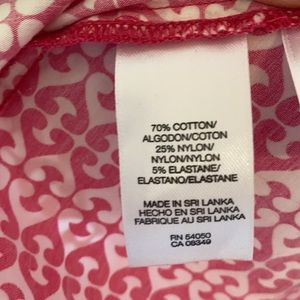 70% COTTON/
ALGODON/COTON
25% NYLON/
NYLON/NYLON
5% ELASTANE/
ELASTANO/ELASTANE
MADE IN SRI LANKA
HECHO EN SRI LANKA
FABRIQUE AU SRI LANKA
RN 54050
CA 08349